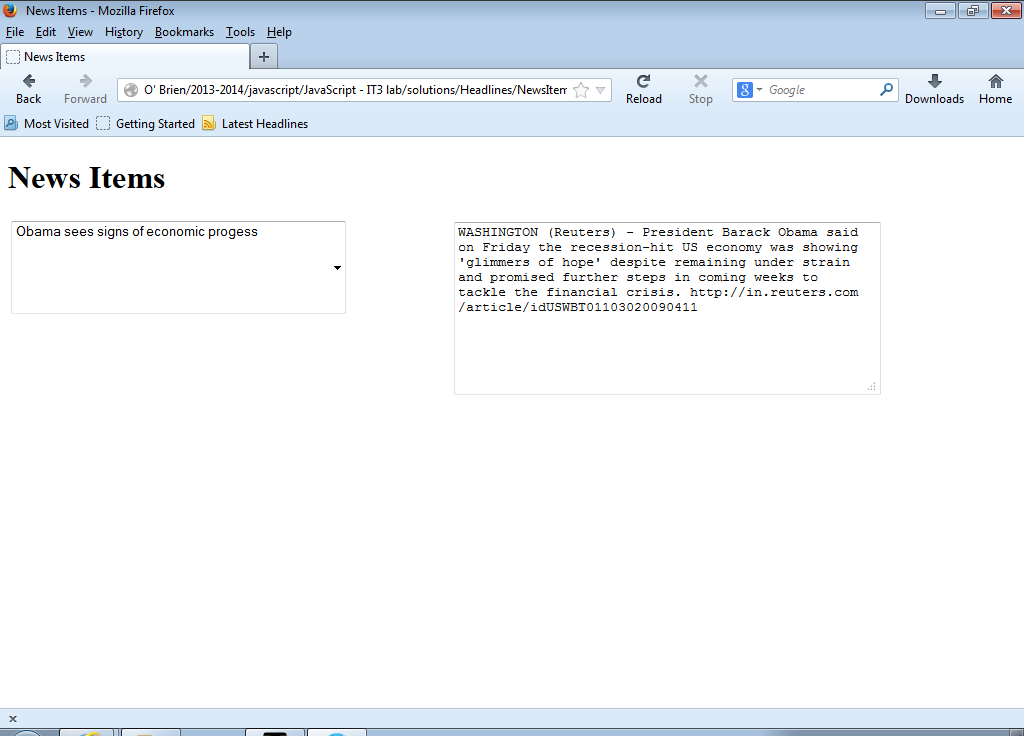 News Items - Mozilla Firefox
File Edit View History Bookmarks Tools Help
News Items
Back Forward O' Brien/2013-2014/javascript/JavaScript - IT3 lab/solutions/Headlines/NewsItem Reload Stop 8 Google Downloads Home
Most Visited Getting Started Latest Headlines
News Items
Obama sees signs of economic progess
WASHINGTON (Reuters) - President Barack Obama said
on Friday the recession-hit US economy was showing
'glimmers of hope' despite remaining under strain
and promised further steps in coming weeks to
tackle the financial crisis. http://in.reuters.com
/article/idUSWBT01103020090411